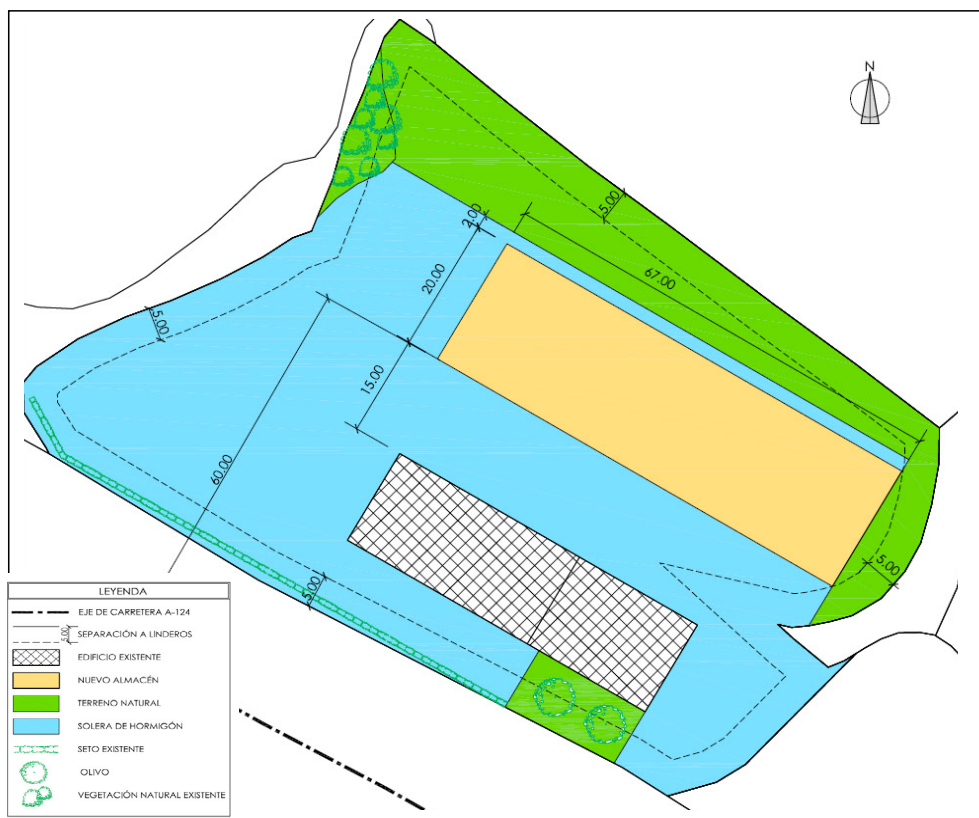 N
5.00
2.00
67.00
20.00
5.00
15.00
60.00
5.00
5.00
LEYENDA
EJE DE CARRETERA A-124
5.00
SEPARACIÓN A LINDEROS
EDIFICIO EXISTENTE
NUEVO ALMACÉN
TERRENO NATURAL
SOLERA DE HORMIGÓN
SETO EXISTENTE
OLIVO
VEGETACIÓN NATURAL EXISTENTE